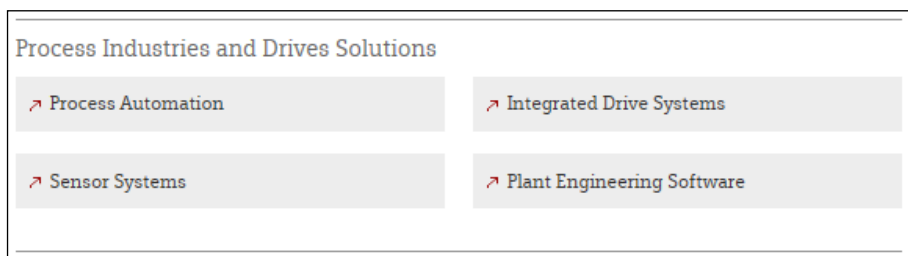 Process Industries and Drives Solutions
Process Automation
Integrated Drive Systems
Sensor Systems
Plant Engineering Software